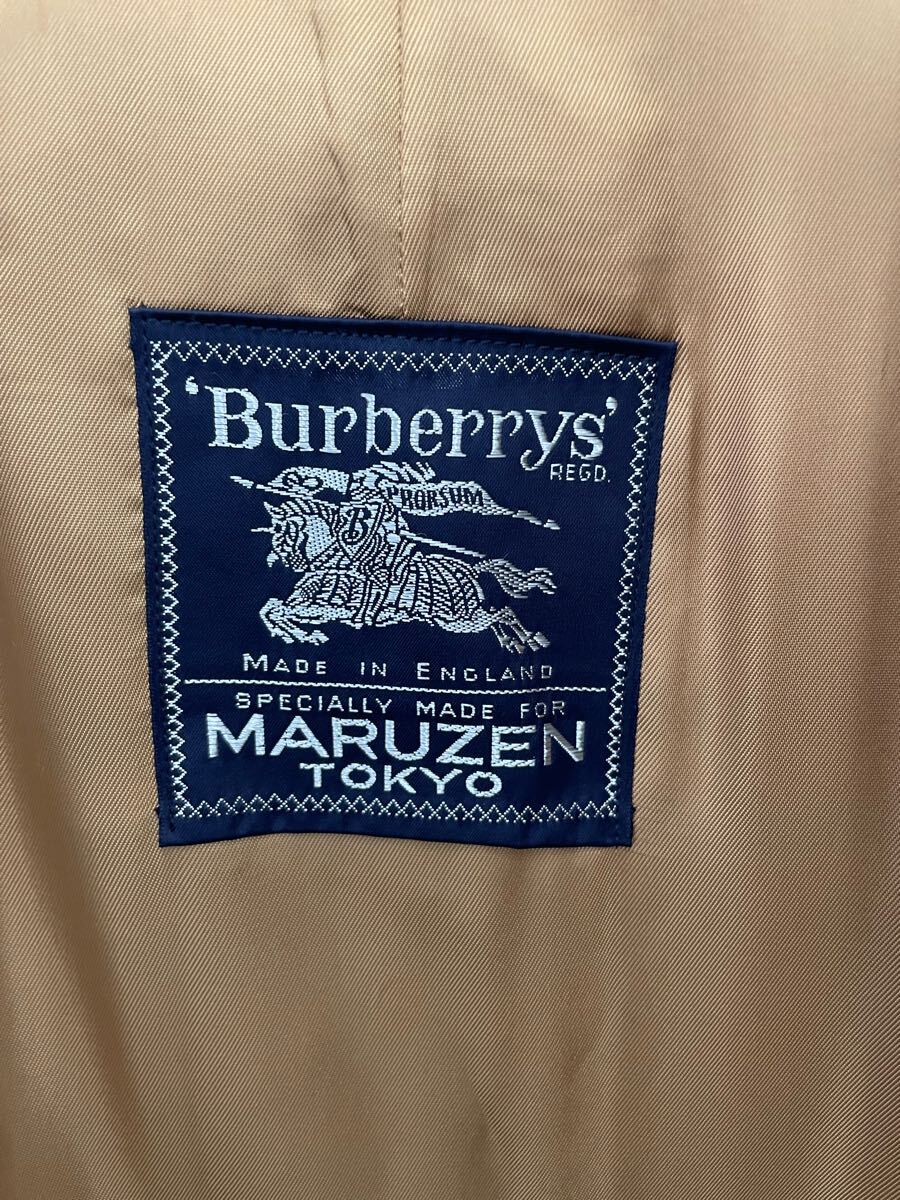 'Burberrys'
REGD.
PRORSUM
B
MADE IN ENGLAND
SPECIALLY MADE FOR
MARUZEN
TOKYO